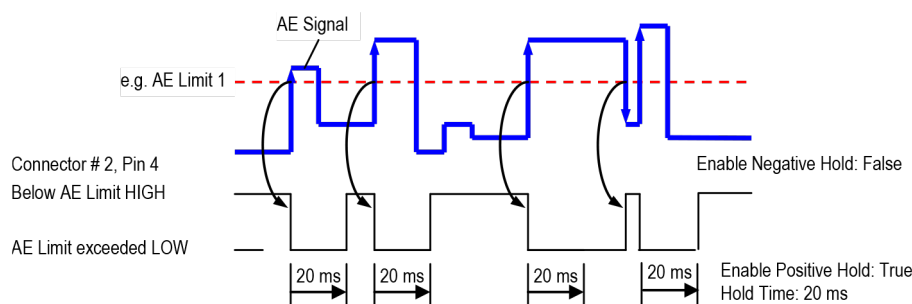 AE Signal
e.g. AE Limit 1
Connector # 2, Pin 4
Enable Negative Hold: False
Below AE Limit HIGH
AE Limit exceeded LOW
20 ms
20 ms
20 ms
20 ms
Enable Positive Hold: True
Hold Time: 20 ms